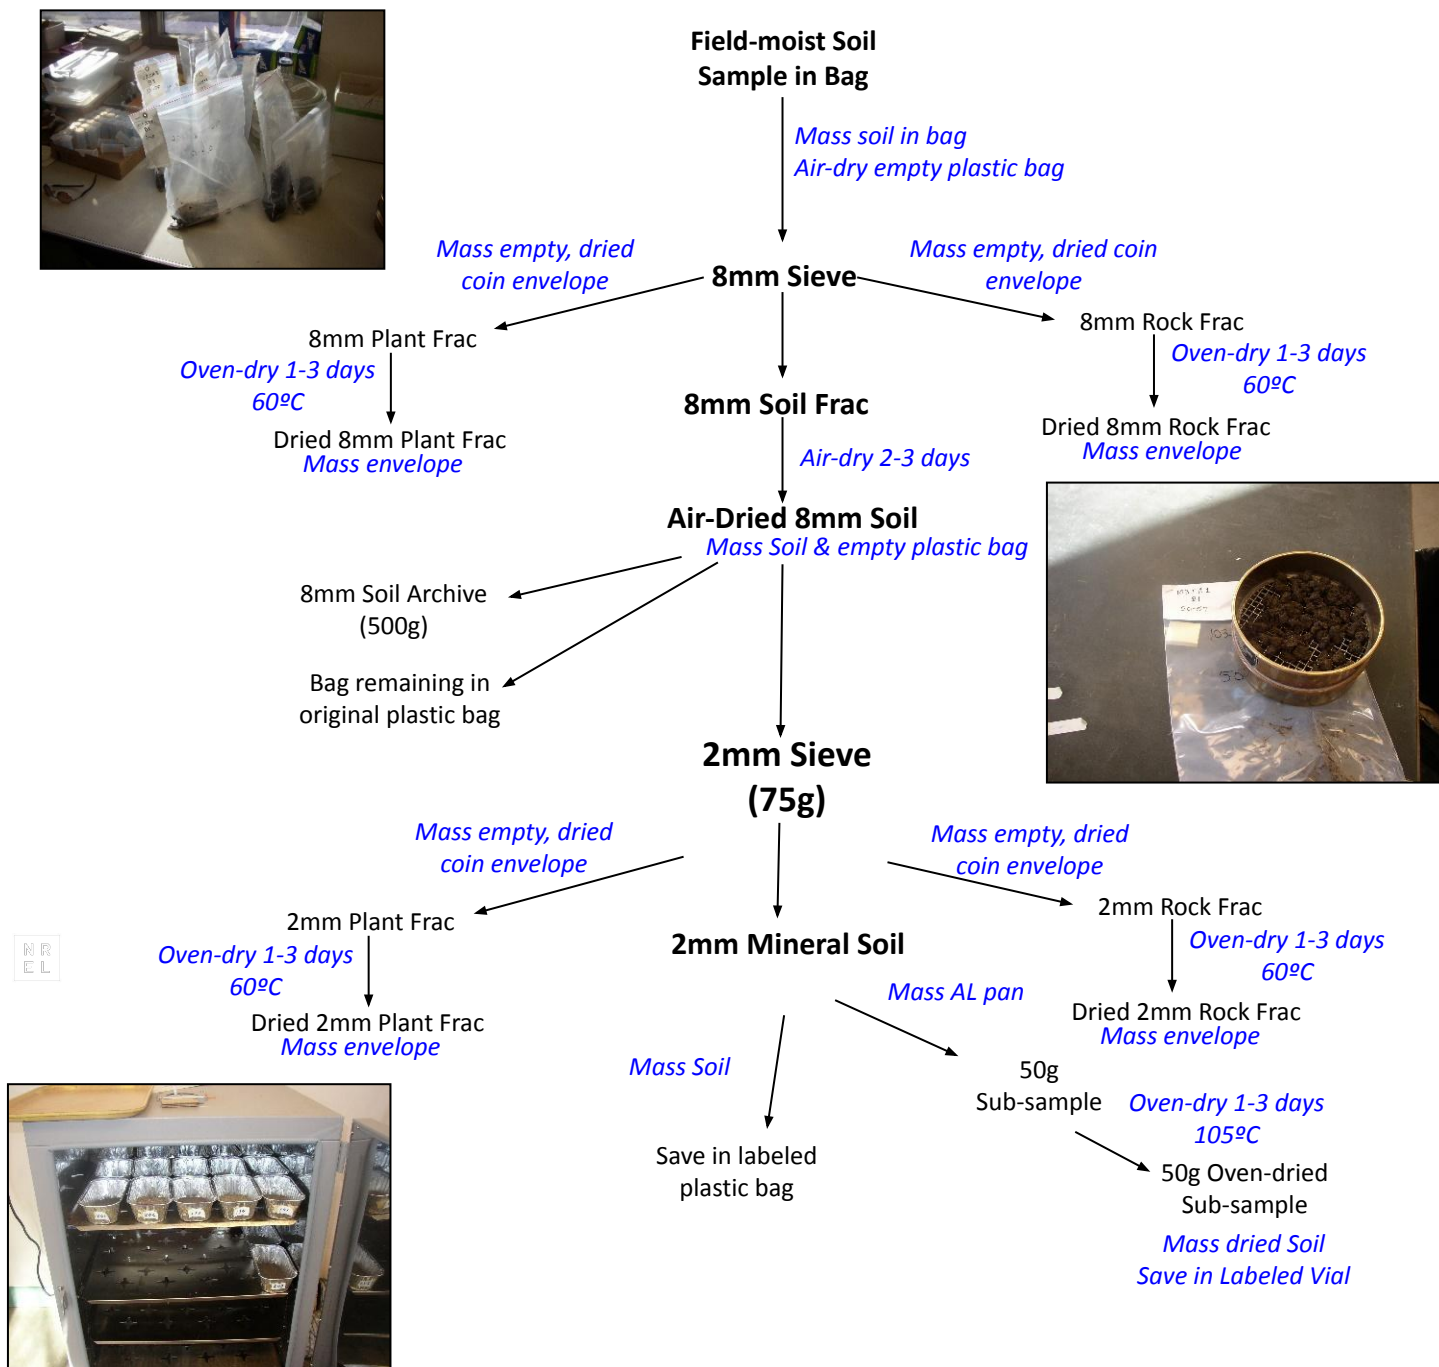 Field-moist Soil
Sample in Bag
Mass soil in bag
Air-dry empty plastic bag
Mass empty, dried
coin envelope
Mass empty, dried coin
envelope
8mm Sieve
8mm Plant Frac
8mm Rock Frac
Oven-dry 1-3 days
60ºC
Oven-dry 1-3 days
60ºC
8mm Soil Frac
Dried 8mm Plant Frac
Mass envelope
Dried 8mm Rock Frac
Mass envelope
Air-dry 2-3 days
Air-Dried 8mm Soil
Mass Soil & empty plastic bag
8mm Soil Archive
(500g)
Bag remaining in
original plastic bag
2mm Sieve
(75g)
Mass empty, dried
coin envelope
Mass empty, dried
coin envelope
2mm Plant Frac
2mm Rock Frac
2mm Mineral Soil
Oven-dry 1-3 days
60ºC
Oven-dry 1-3 days
60ºC
NR
EL
Mass AL pan
Dried 2mm Plant Frac
Mass envelope
Dried 2mm Rock Frac
Mass envelope
Mass Soil
50g
Sub-sample
Oven-dry 1-3 days
105ºC
Save in labeled
plastic bag
50g Oven-dried
Sub-sample
Mass dried Soil
Save in Labeled Vial